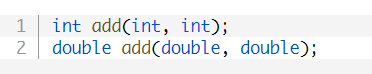 1 int add(int, int);
2 double add(double, double);